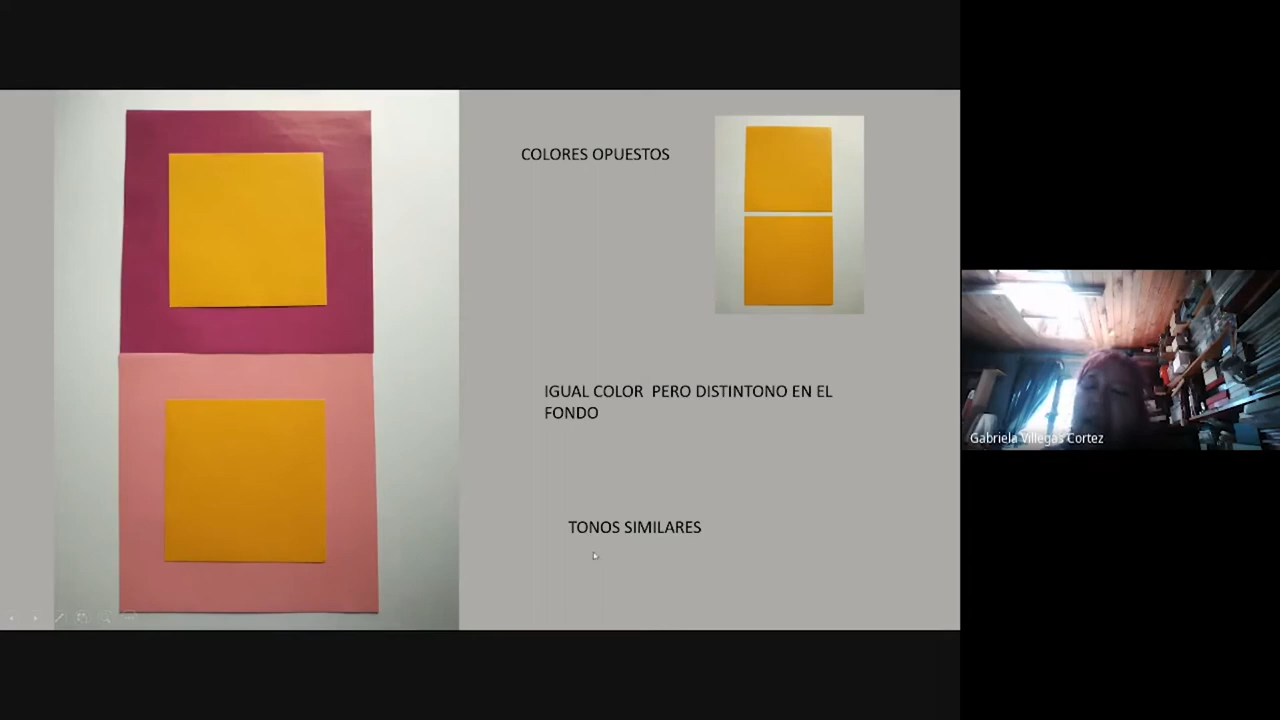 COLORES OPUESTOS
IGUAL COLOR PERO DISTINTONO EN EL
FONDO
TONOS SIMILARES
Gabriela Villegas Cortez